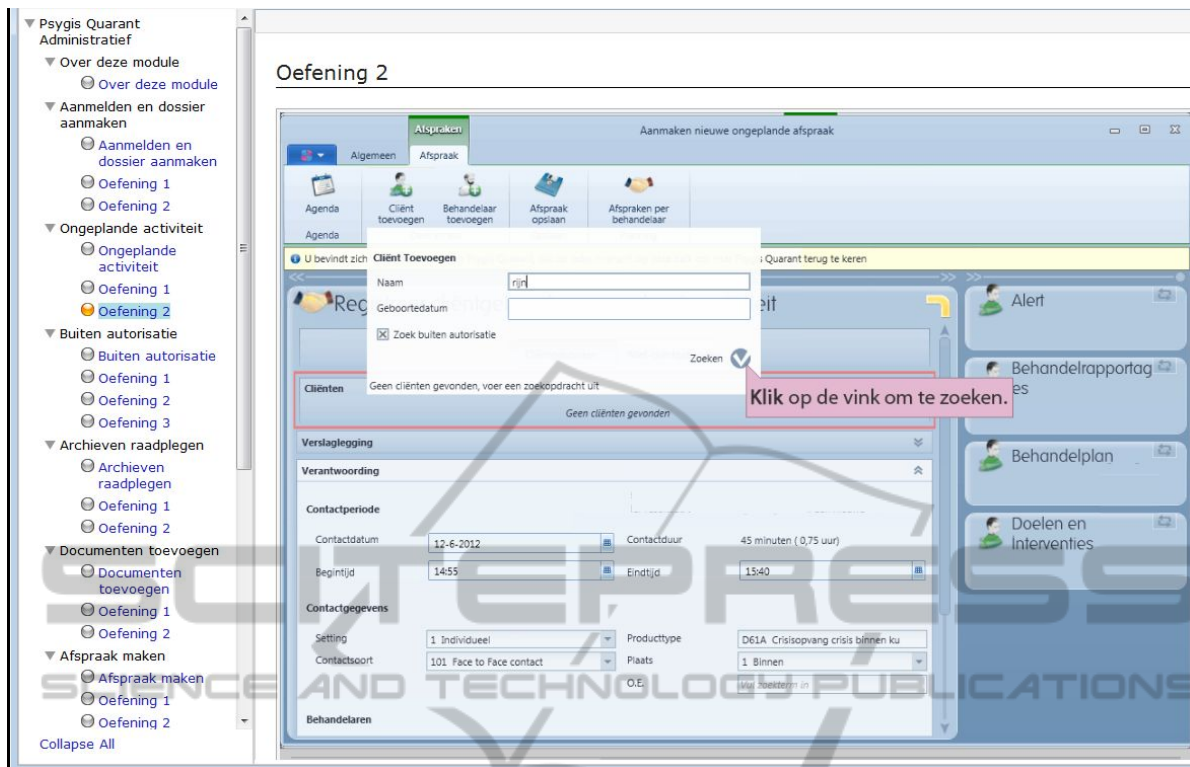 Psygis Quarant
Administratief
Over deze module
Over deze module
Aanmelden en dossier
aanmaken
Aanmelden en
dossier aanmaken
Oefening 1
Oefening 2
Ongeplande activiteit
Ongeplande
activiteit
Oefening 1
Oefening 2
Buiten autorisatie
Buiten autorisatie
Oefening 1
Oefening 2
Oefening 3
Archieven raadplegen
Archieven
raadplegen
Oefening 1
Oefening 2
Documenten toevoegen
Documenten
toevoegen
Oefening 1
Oefening 2
Afspraak maken
Afspraak maken
Oefening 1
Oefening 2
Collapse All
Oefening 2
Afspraken
Aanmaken nieuwe ongeplande afspraak
Algemeen
Afspraak
Agenda
Cliënt
toevoegen
Behandelaar
toevoegen
Afspraak
opslaan
Afspraken per
behandelaar
Agenda
U bevindt zich
Quarant terug te keren
Cliënt Toevoegen
Naam
rijn
Geboortedatum
Zoek buiten autorisatie
Zoeken
Geen cliënten gevonden, voer een zoekopdracht uit
Klik op de vink om te zoeken.
Reg
eit
Cliënten
Geen cliënten gevonden
Verslaglegging
Verantwoording
Contactperiode
Contactdatum
12-6-2012
Contactduur
45 minuten ( 0,75 uur)
Begintijd
14:55
Eindtijd
15:40
Contactgegevens
Setting
1 Individueel
Producttype
D61A Crisisopvang crisis binnen ku
Contactsoort
101 Face to Face contact
Plaats
1 Binnen
O.E.
Vul zoekterm in
Behandelaren
Alert
Behandelrapportag
es
Behandelplan
Doelen en
Interventies
SCITEPRESS
SCIENCE AND TECHNOLOGY PUBLICATIONS